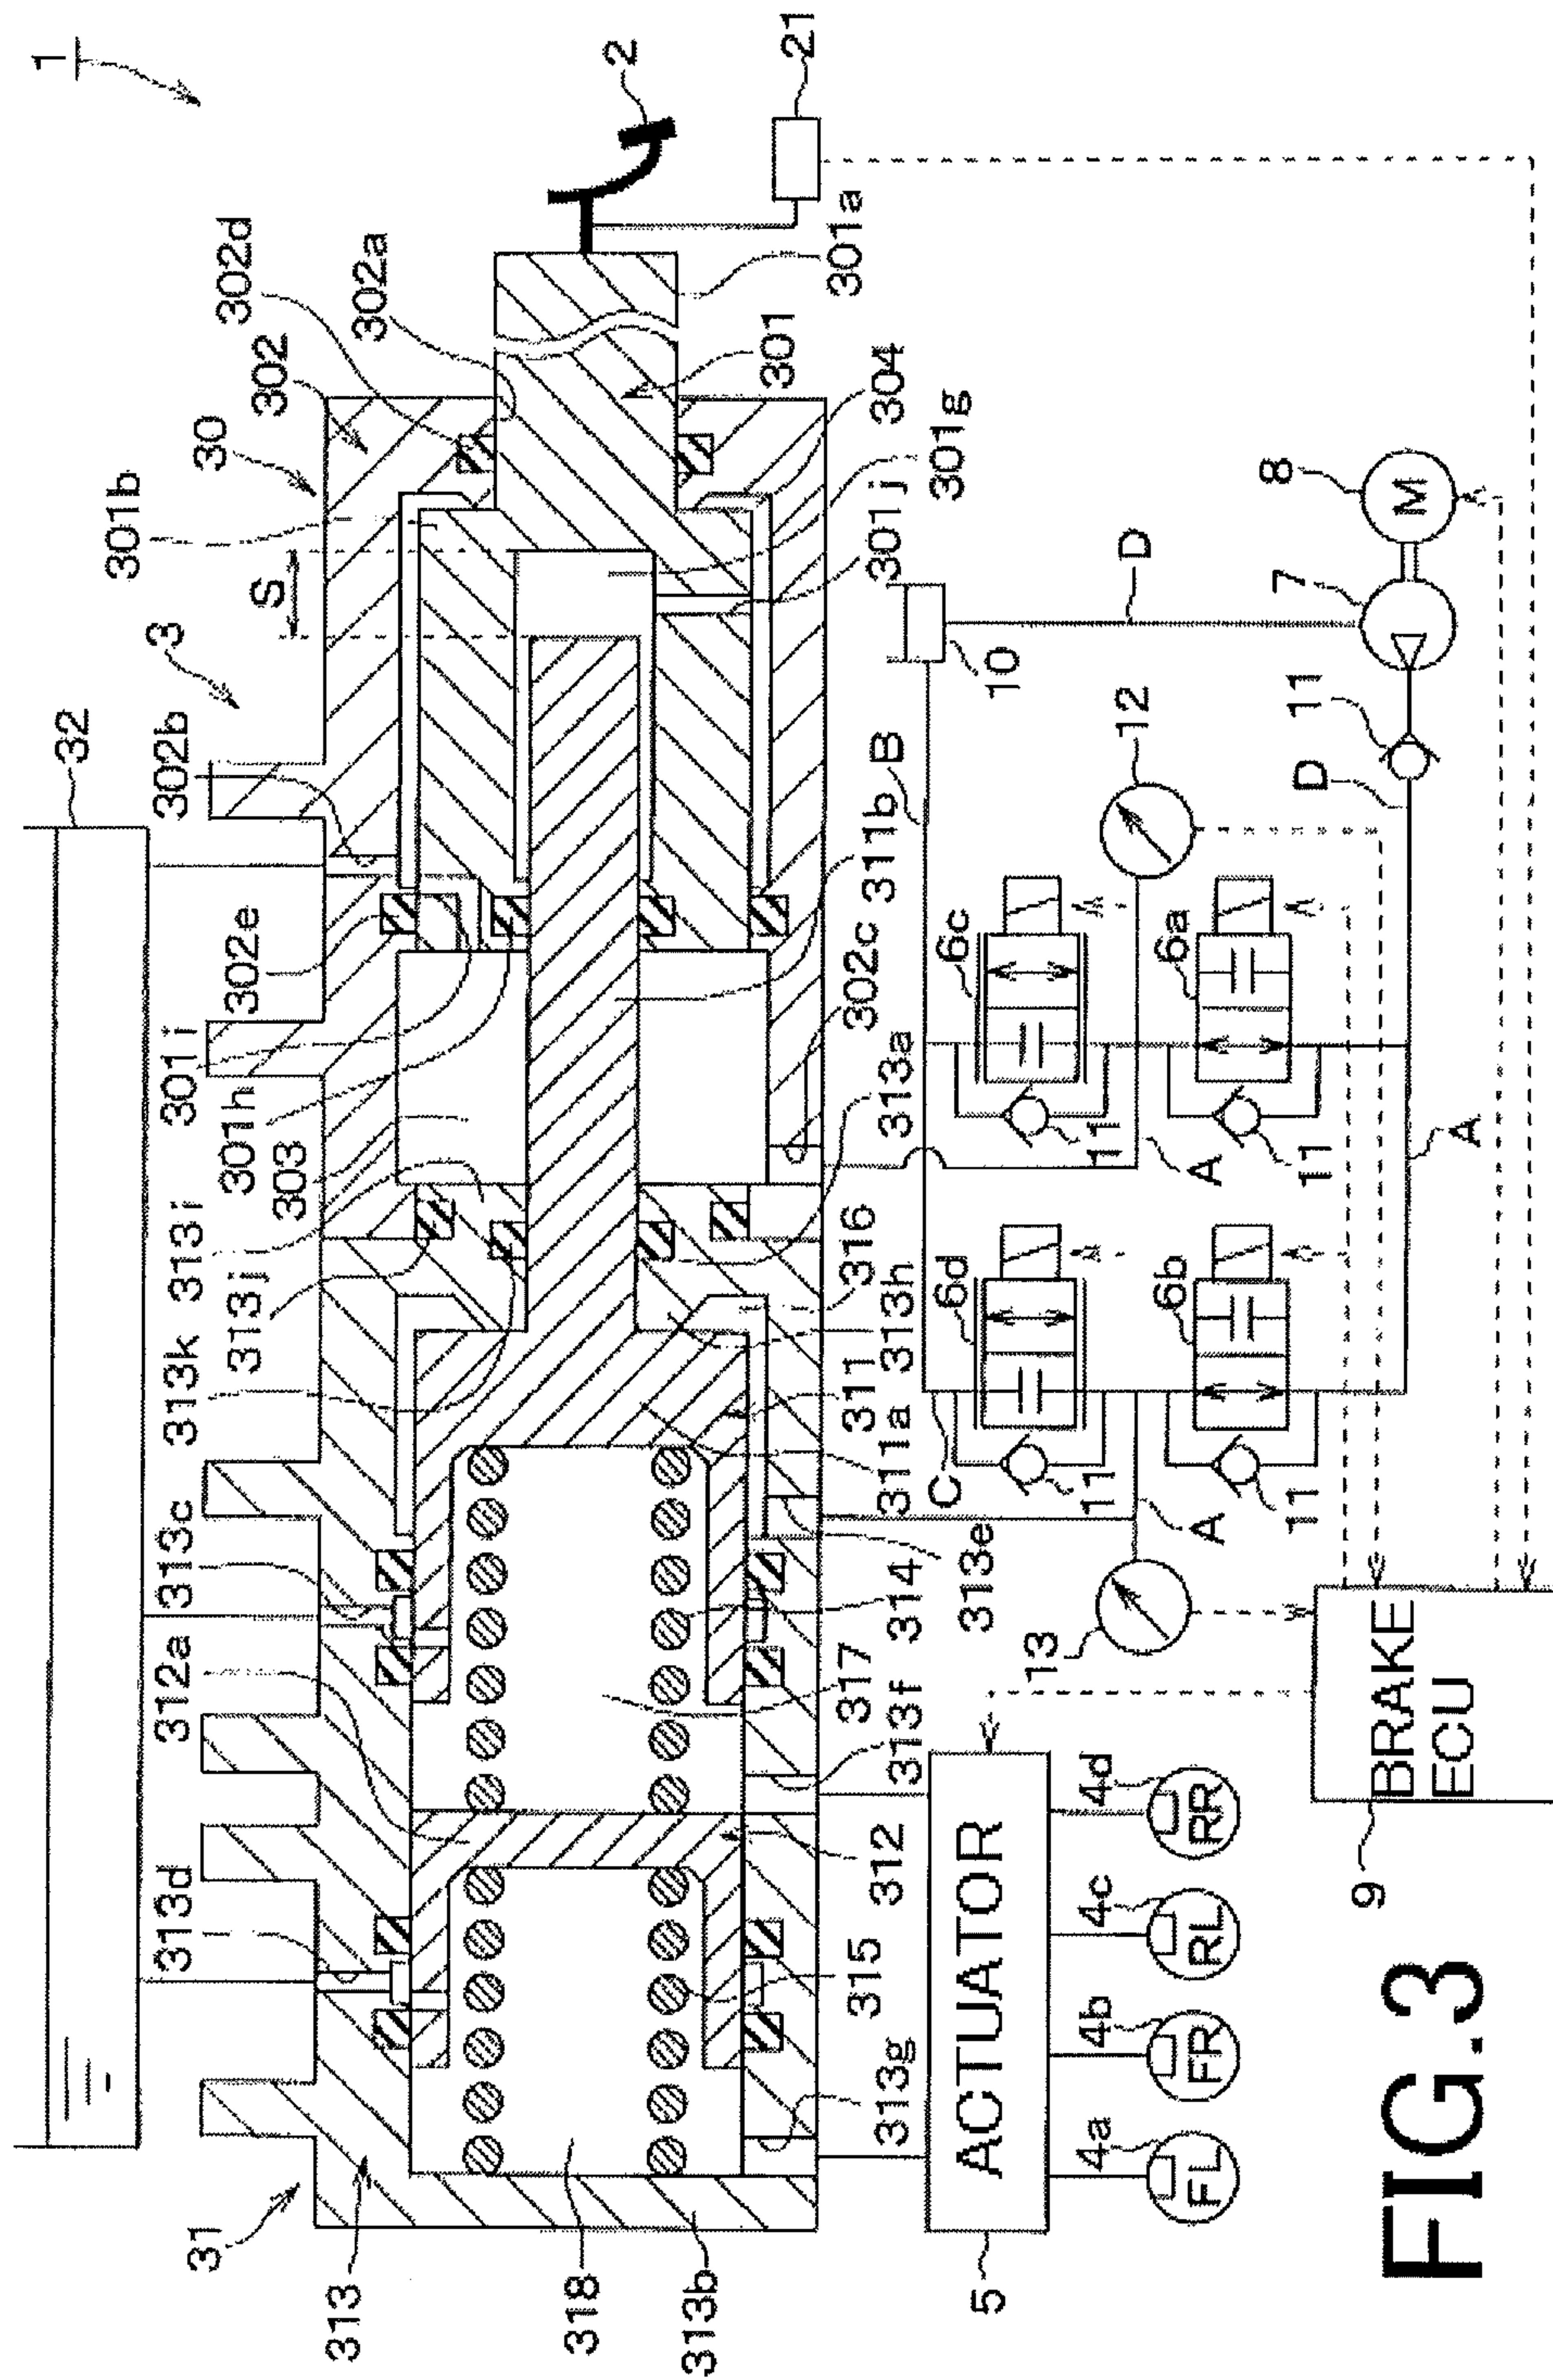 1
2
21
302d
302a
301a
302
30
301b
301
304
301g
301j
S
3
32
302b
302e
301i
301h
303
313i
313j
313k
311b
302c
313a
316
313h
311
311a
313c
312a
313d
313e
314
317
313f
312
315
313g
31
313
318
313b
10
D
7
8
M
11
D
12
B
6c
6a
11
A
11
A
6d
6b
C
11
A
11
13
BRAKE
ECU
9
ACTUATOR
5
4a
4b
4c
4d
FL
FR
RL
RR
FIG.3